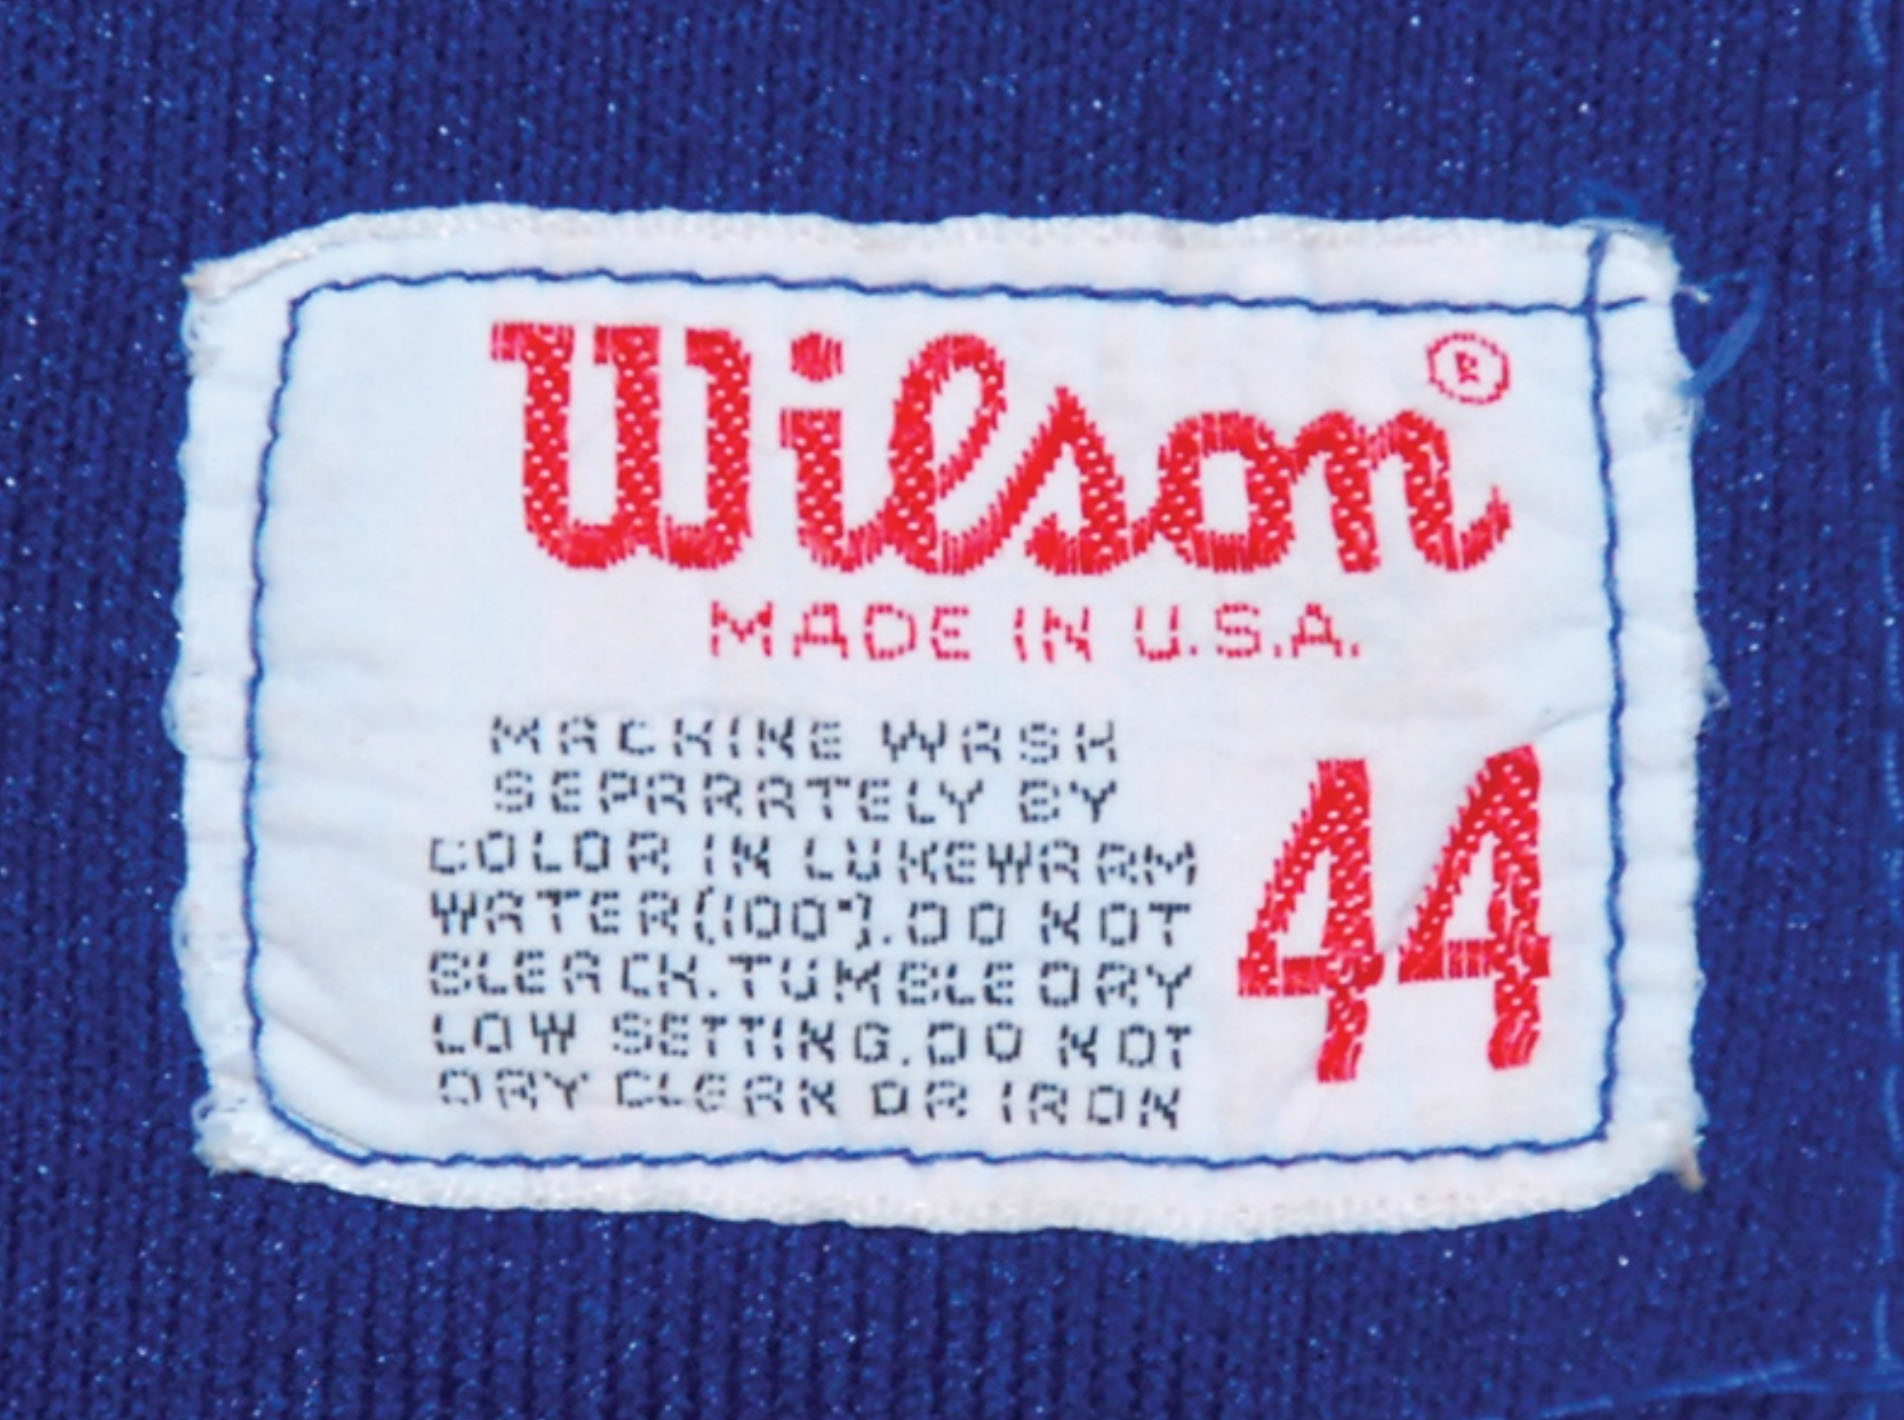 Wilson®
MADE IN U.S.A.
MACHINE WASH
SEPARATELY BY
COLOR IN LUKEWARM
WATER(100°).DO NOT
BLEACH.TUMBLE DRY
LOW SETTING.DO NOT
DRY CLEAN OR IRON
44